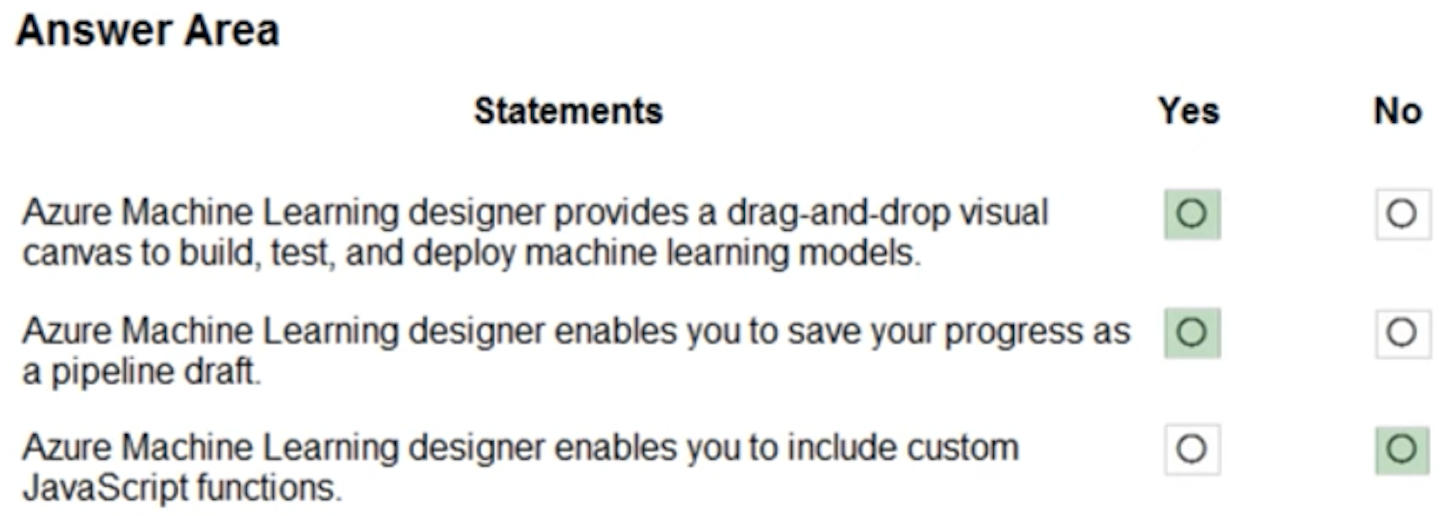 Answer Area
Statements Yes No
Azure Machine Learning designer provides a drag-and-drop visual
canvas to build, test, and deploy machine learning models.
Azure Machine Learning designer enables you to save your progress as
a pipeline draft.
Azure Machine Learning designer enables you to include custom
JavaScript functions.